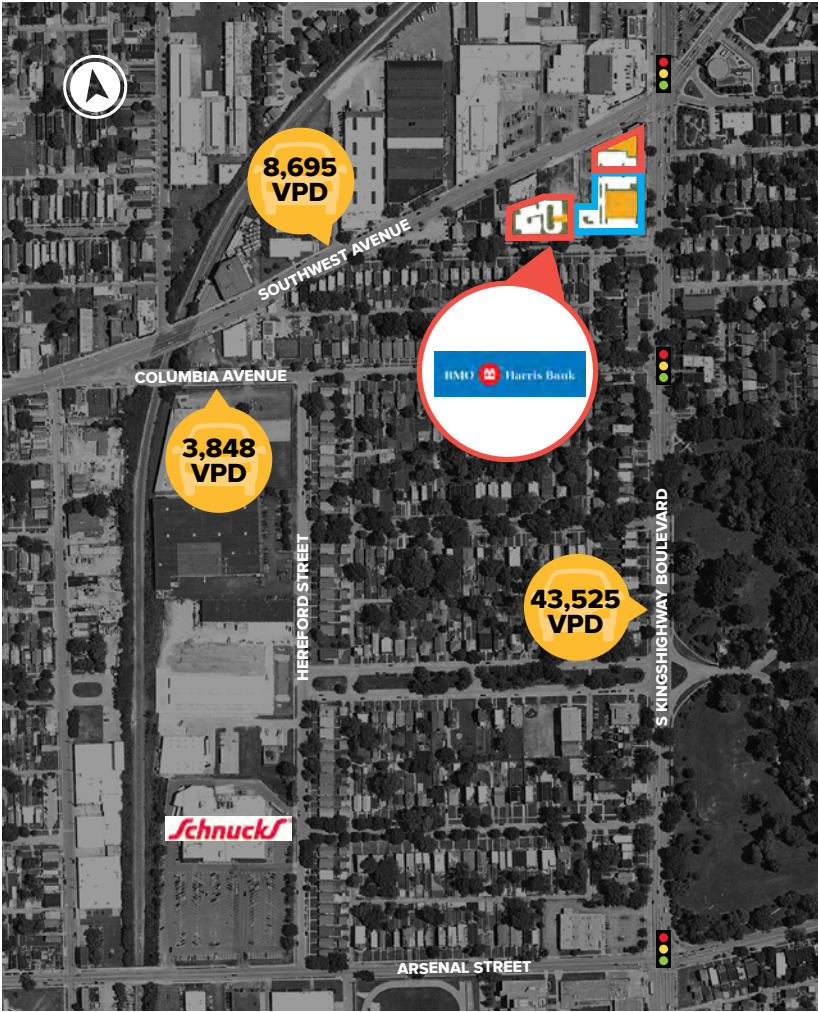 8,695
VPD
SOUTHWEST AVENUE
BMO Harris Bank
COLUMBIA AVENUE
3,848
VPD
HEREFORD STREET
43,525
VPD
S KINGSHIGHWAY BOULEVARD
Schnucks
ARSENAL STREET